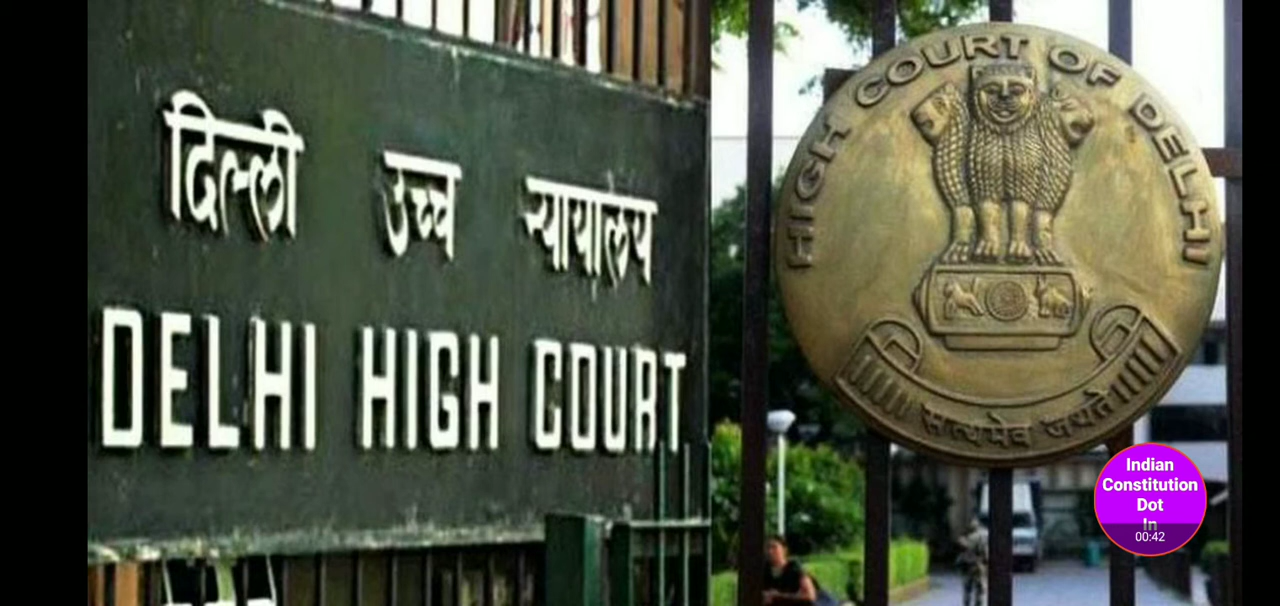 दिल्ली उच्च न्यायालय
DELHI HIGH COURT
HIGH COURT OF DELHI
सत्यमेव जयते
Indian
Constitution
Dot
In
00:42